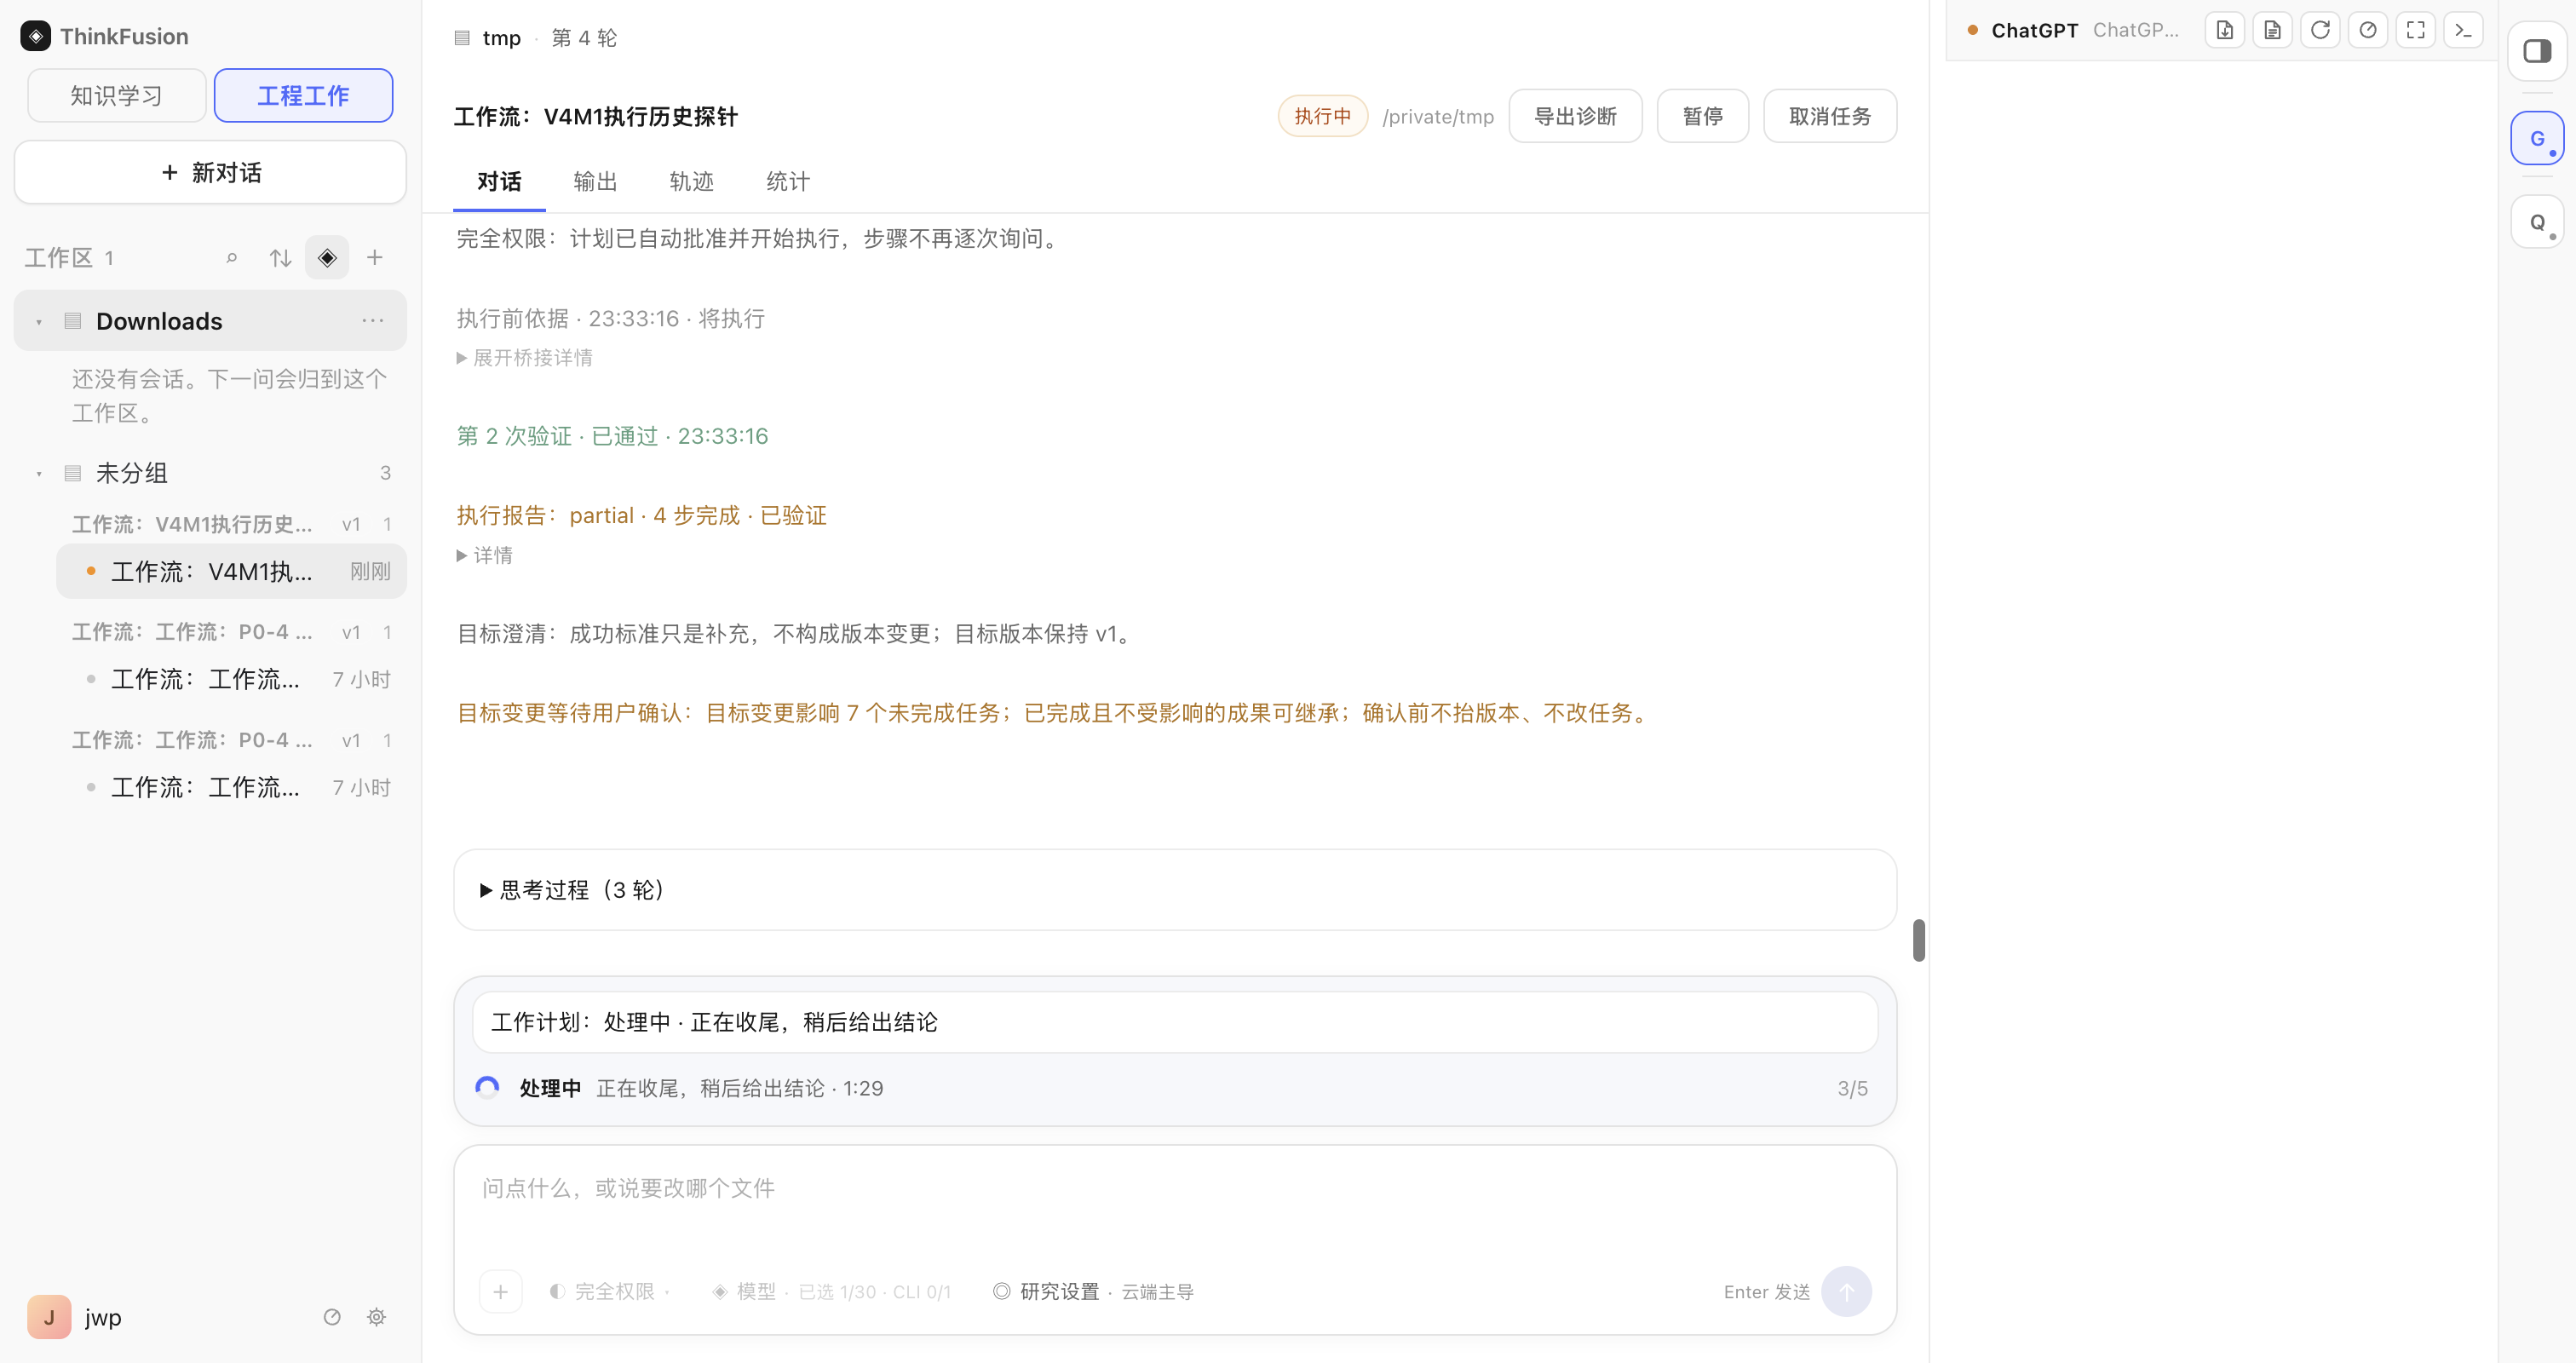 ThinkFusion
知识学习
工程工作
+ 新对话
工作区 1
Downloads
还没有会话。下一问会归到这个
工作区。
未分组 3
工作流：V4M1执行历史... v1 1
工作流：V4M1执... 刚刚
工作流：工作流：P0-4 ... v1 1
工作流：工作流... 7 小时
工作流：工作流：P0-4 ... v1 1
工作流：工作流... 7 小时
J jwp
tmp · 第 4 轮
工作流：V4M1执行历史探针
执行中 /private/tmp 导出诊断 暂停 取消任务
对话 输出 轨迹 统计
完全权限：计划已自动批准并开始执行，步骤不再逐次询问。
执行前依据 · 23:33:16 · 将执行
展开桥接详情
第 2 次验证 · 已通过 · 23:33:16
执行报告：partial · 4 步完成 · 已验证
详情
目标澄清：成功标准只是补充，不构成版本变更；目标版本保持 v1。
目标变更等待用户确认：目标变更影响 7 个未完成任务；已完成且不受影响的成果可继承；确认前不抬版本、不改任务。
思考过程（3 轮）
工作计划：处理中 · 正在收尾，稍后给出结论
处理中 正在收尾，稍后给出结论 · 1:29 3/5
问点什么，或说要改哪个文件
+ 完全权限 · 模型 · 已选 1/30 · CLI 0/1 研究设置 · 云端主导 Enter 发送
ChatGPT ChatGP...
G
Q